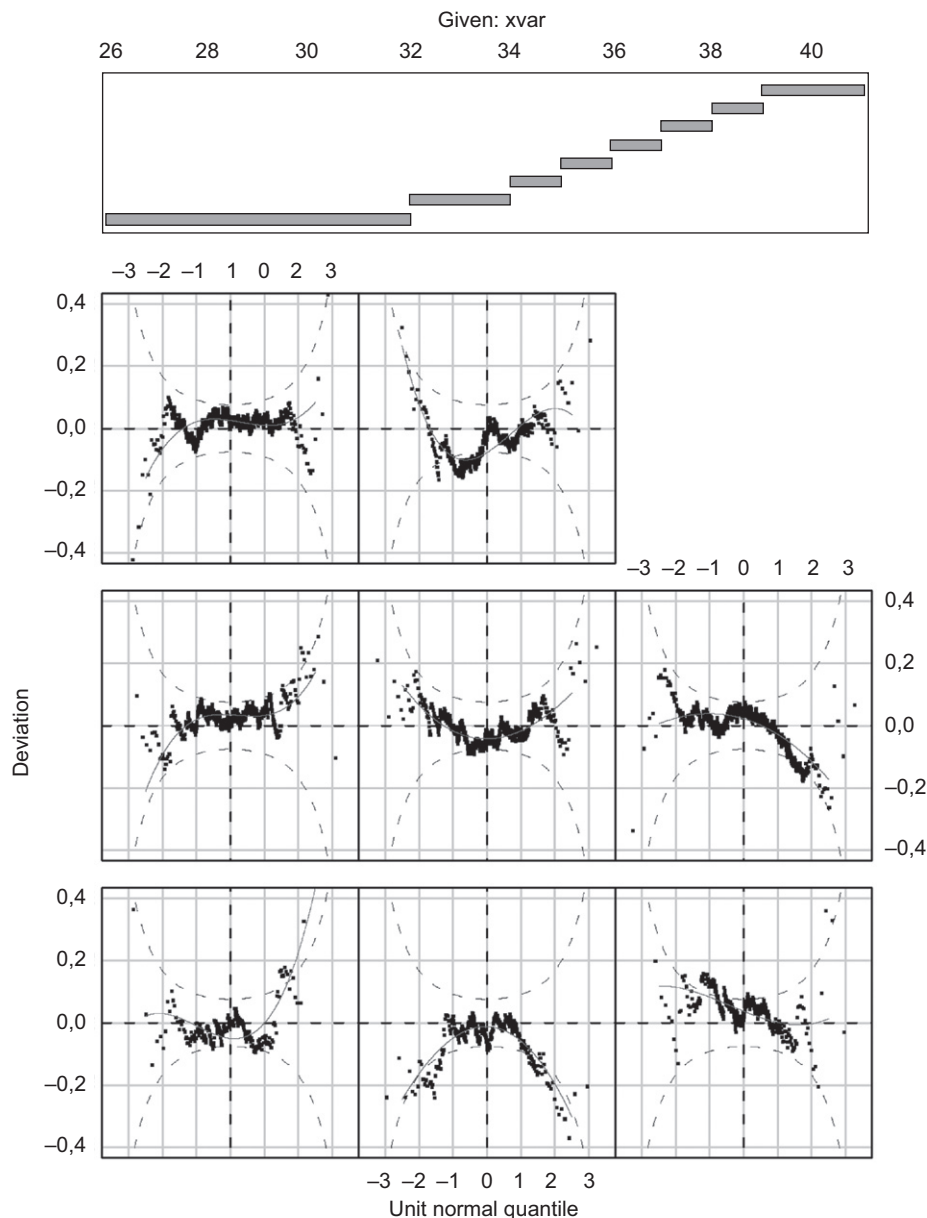 Given: xvar
26 28 30 32 34 36 38 40
–3 –2 –1 1 0 2 3
0,4
0,2
0,0
–0,2
–0,4
–3 –2 –1 0 1 2 3
0,4
0,2
0,0
–0,2
–0,4
Deviation
0,4
0,2
0,0
–0,2
–0,4
–3 –2 –1 0 1 2 3
Unit normal quantile